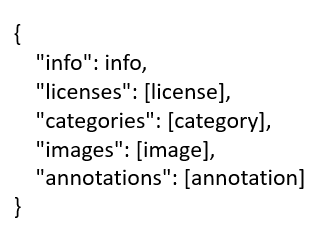 {
    "info": info,
    "licenses": [license],
    "categories": [category],
    "images": [image],
    "annotations": [annotation]
}